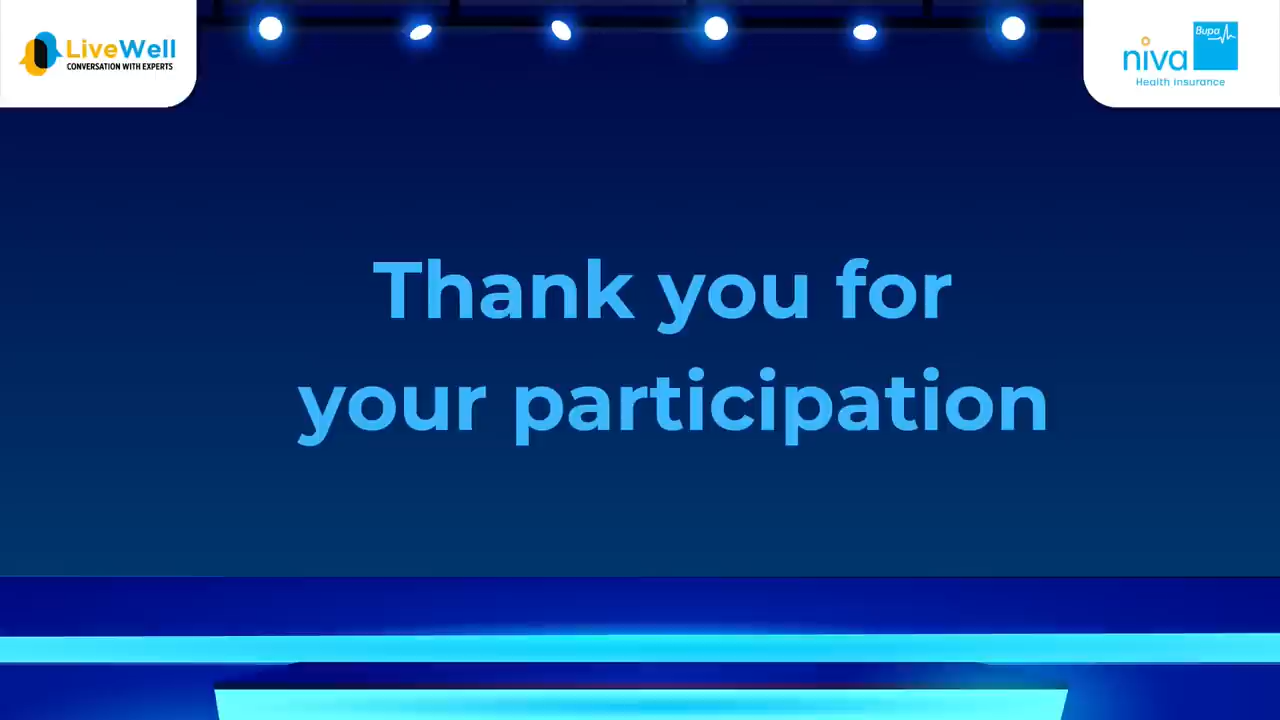 LiveWell
CONVERSATION WITH EXPERTS
niva
Bupa
Health Insurance
Thank you for
your participation